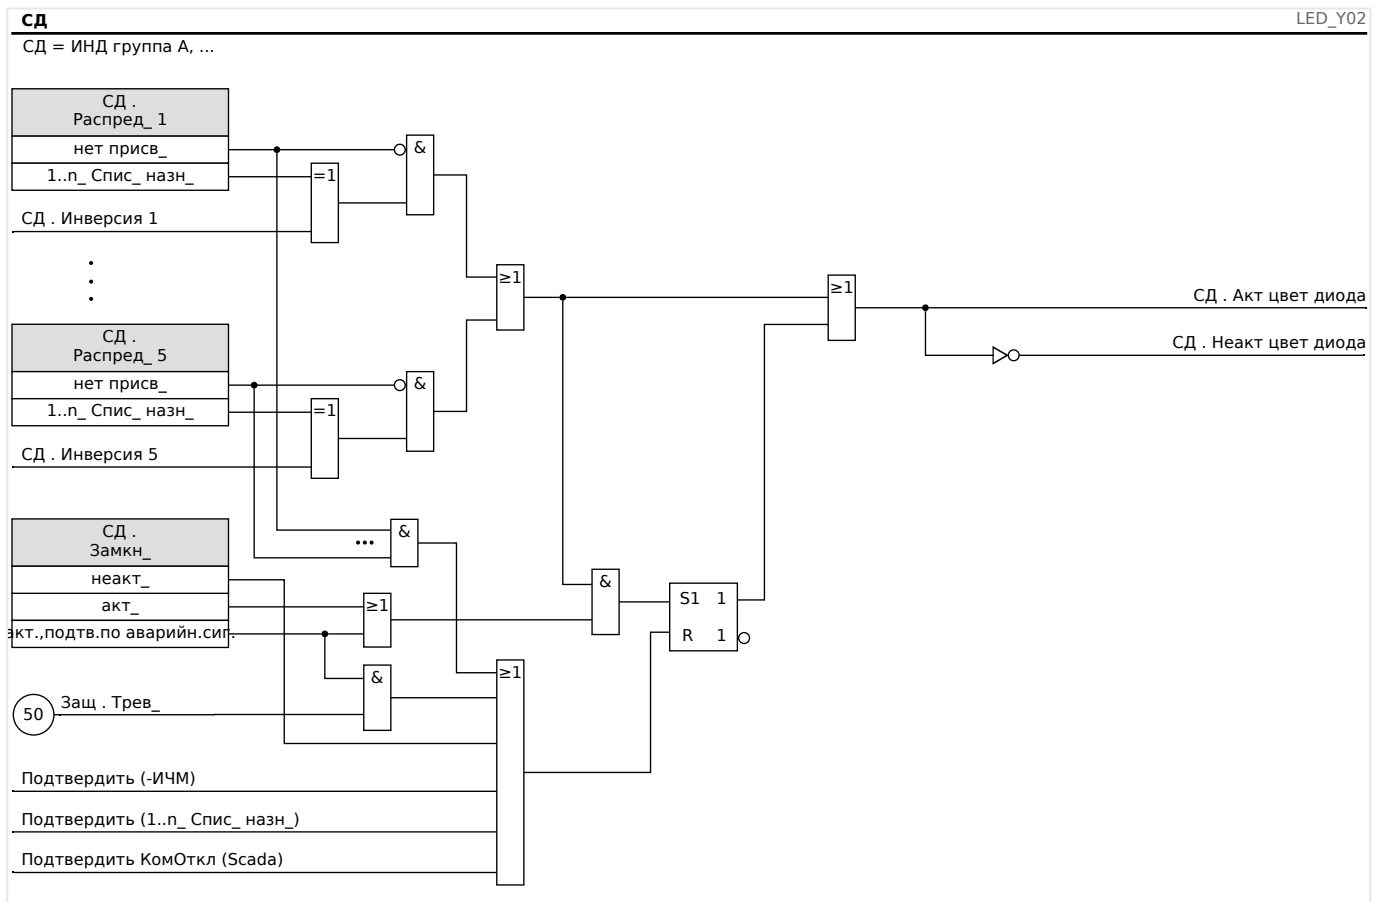 СД
LED_Y02
СД = ИНД группа A, ...
СД .
Распред_ 1
нет присв_
&
1..n_ Спис_ назн_
=1
СД . Инверсия 1
≥1
≥1
СД . Акт цвет диода
СД . Неакт цвет диода
СД .
Распред_ 5
нет присв_
&
1..n_ Спис_ назн_
=1
СД . Инверсия 5
СД .
Замкн_
&
неакт_
&
акт_
≥1
S1 1
акт.,подтв.по аварийн.сиг.
R 1
&
≥1
Защ . Трев_
50
Подтвердить (-ИЧМ)
Подтвердить (1..n_ Спис_ назн_)
Подтвердить КомОткл (Scada)